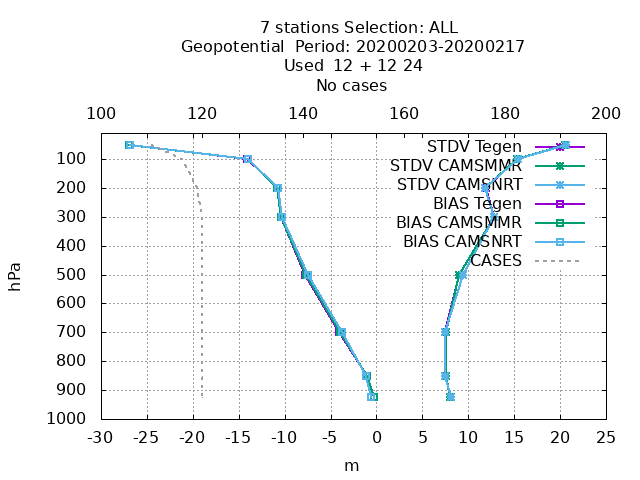 7 stations Selection: ALL
Geopotential  Period: 20200203-20200217
Used  12 + 12 24
No cases
100 120 140 160 180 200
STDV Tegen
STDV CAMSMMR
STDV CAMSNRT
BIAS Tegen
BIAS CAMSMMR
BIAS CAMSNRT
CASES
hPa
100
200
300
400
500
600
700
800
900
1000
-30 -25 -20 -15 -10 -5 0 5 10 15 20 25
m